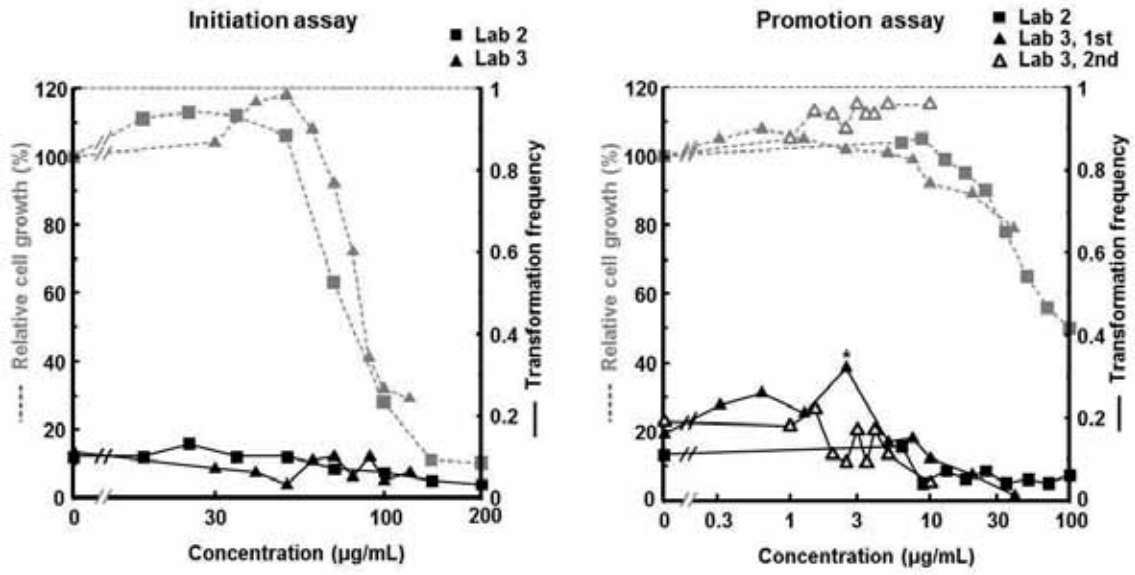 Initiation assay
Lab 2
Lab 3
120
100
80
60
40
20
0
Relative cell growth (%)
1
0.8
0.6
0.4
0.2
0
Transformation frequency
0 30 100 200
Concentration (µg/mL)
Promotion assay
Lab 2
Lab 3, 1st
Lab 3, 2nd
120
100
80
60
40
20
0
Relative cell growth (%)
*
1
0.8
0.6
0.4
0.2
0
Transformation frequency
0 0.3 1 3 10 30 100
Concentration (µg/mL)